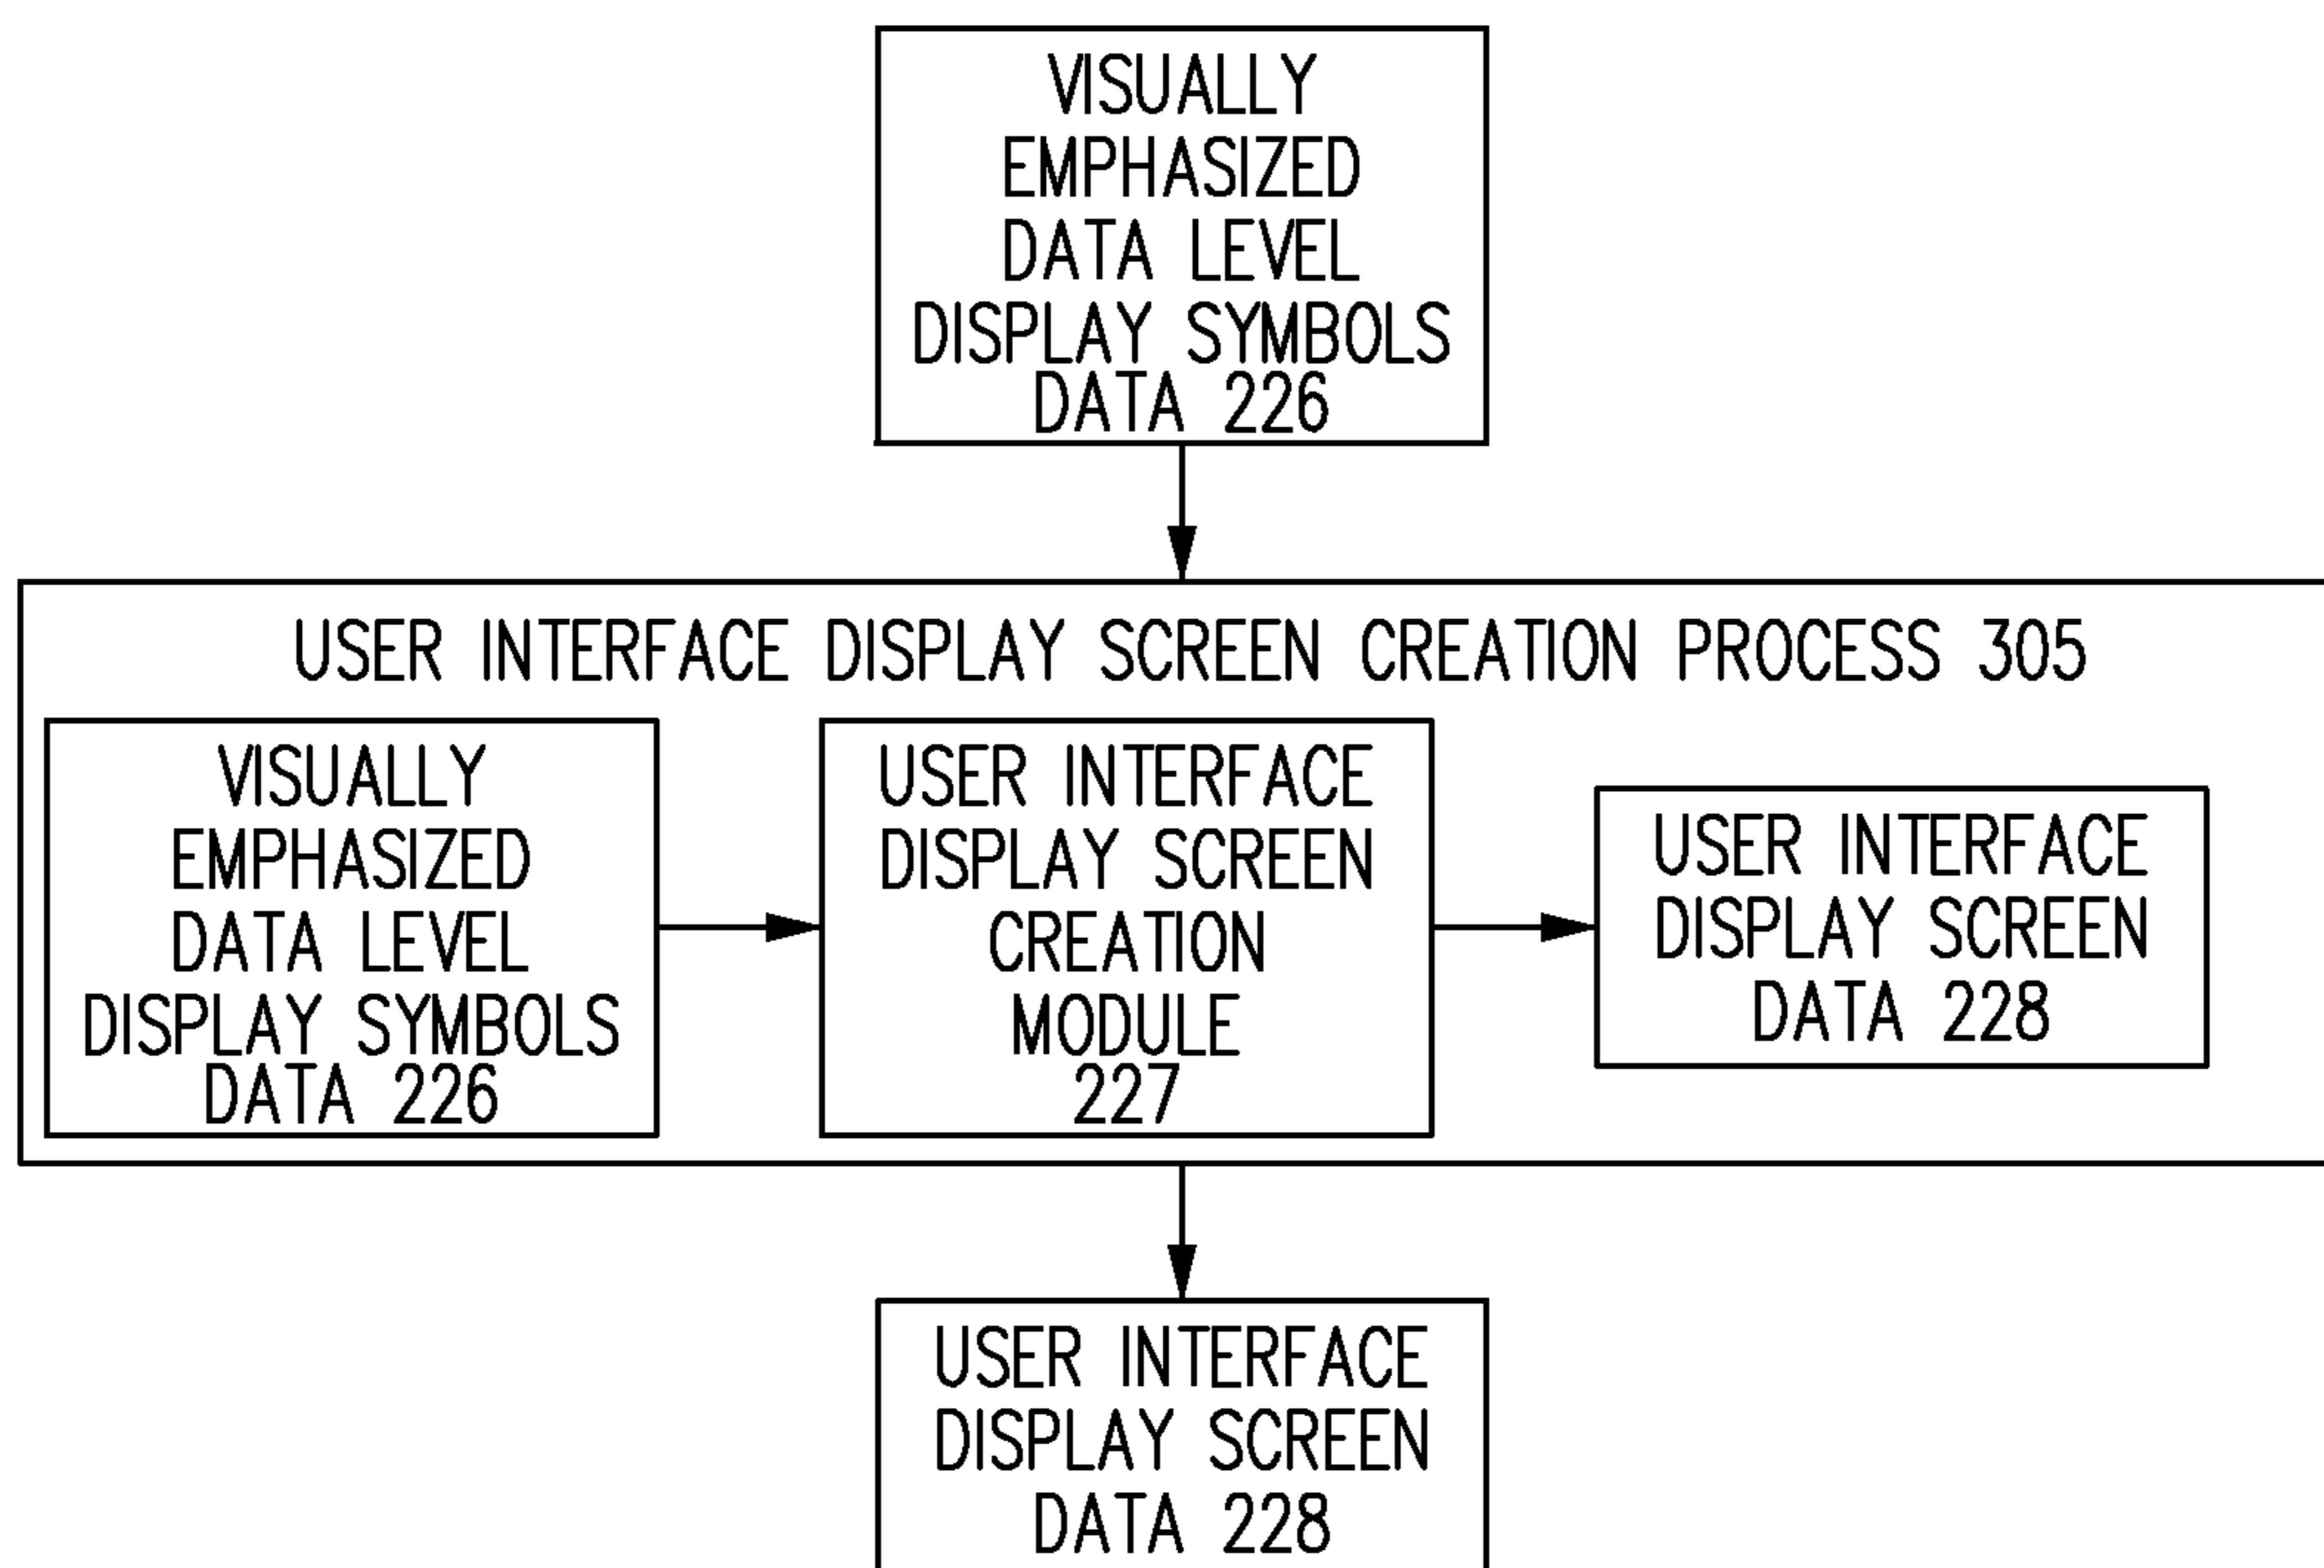 VISUALLY
EMPHASIZED
DATA LEVEL
DISPLAY SYMBOLS
DATA 226
USER INTERFACE DISPLAY SCREEN CREATION PROCESS 305
VISUALLY
EMPHASIZED
DATA LEVEL
DISPLAY SYMBOLS
DATA 226
USER INTERFACE
DISPLAY SCREEN
CREATION
MODULE
227
USER INTERFACE
DISPLAY SCREEN
DATA 228
USER INTERFACE
DISPLAY SCREEN
DATA 228